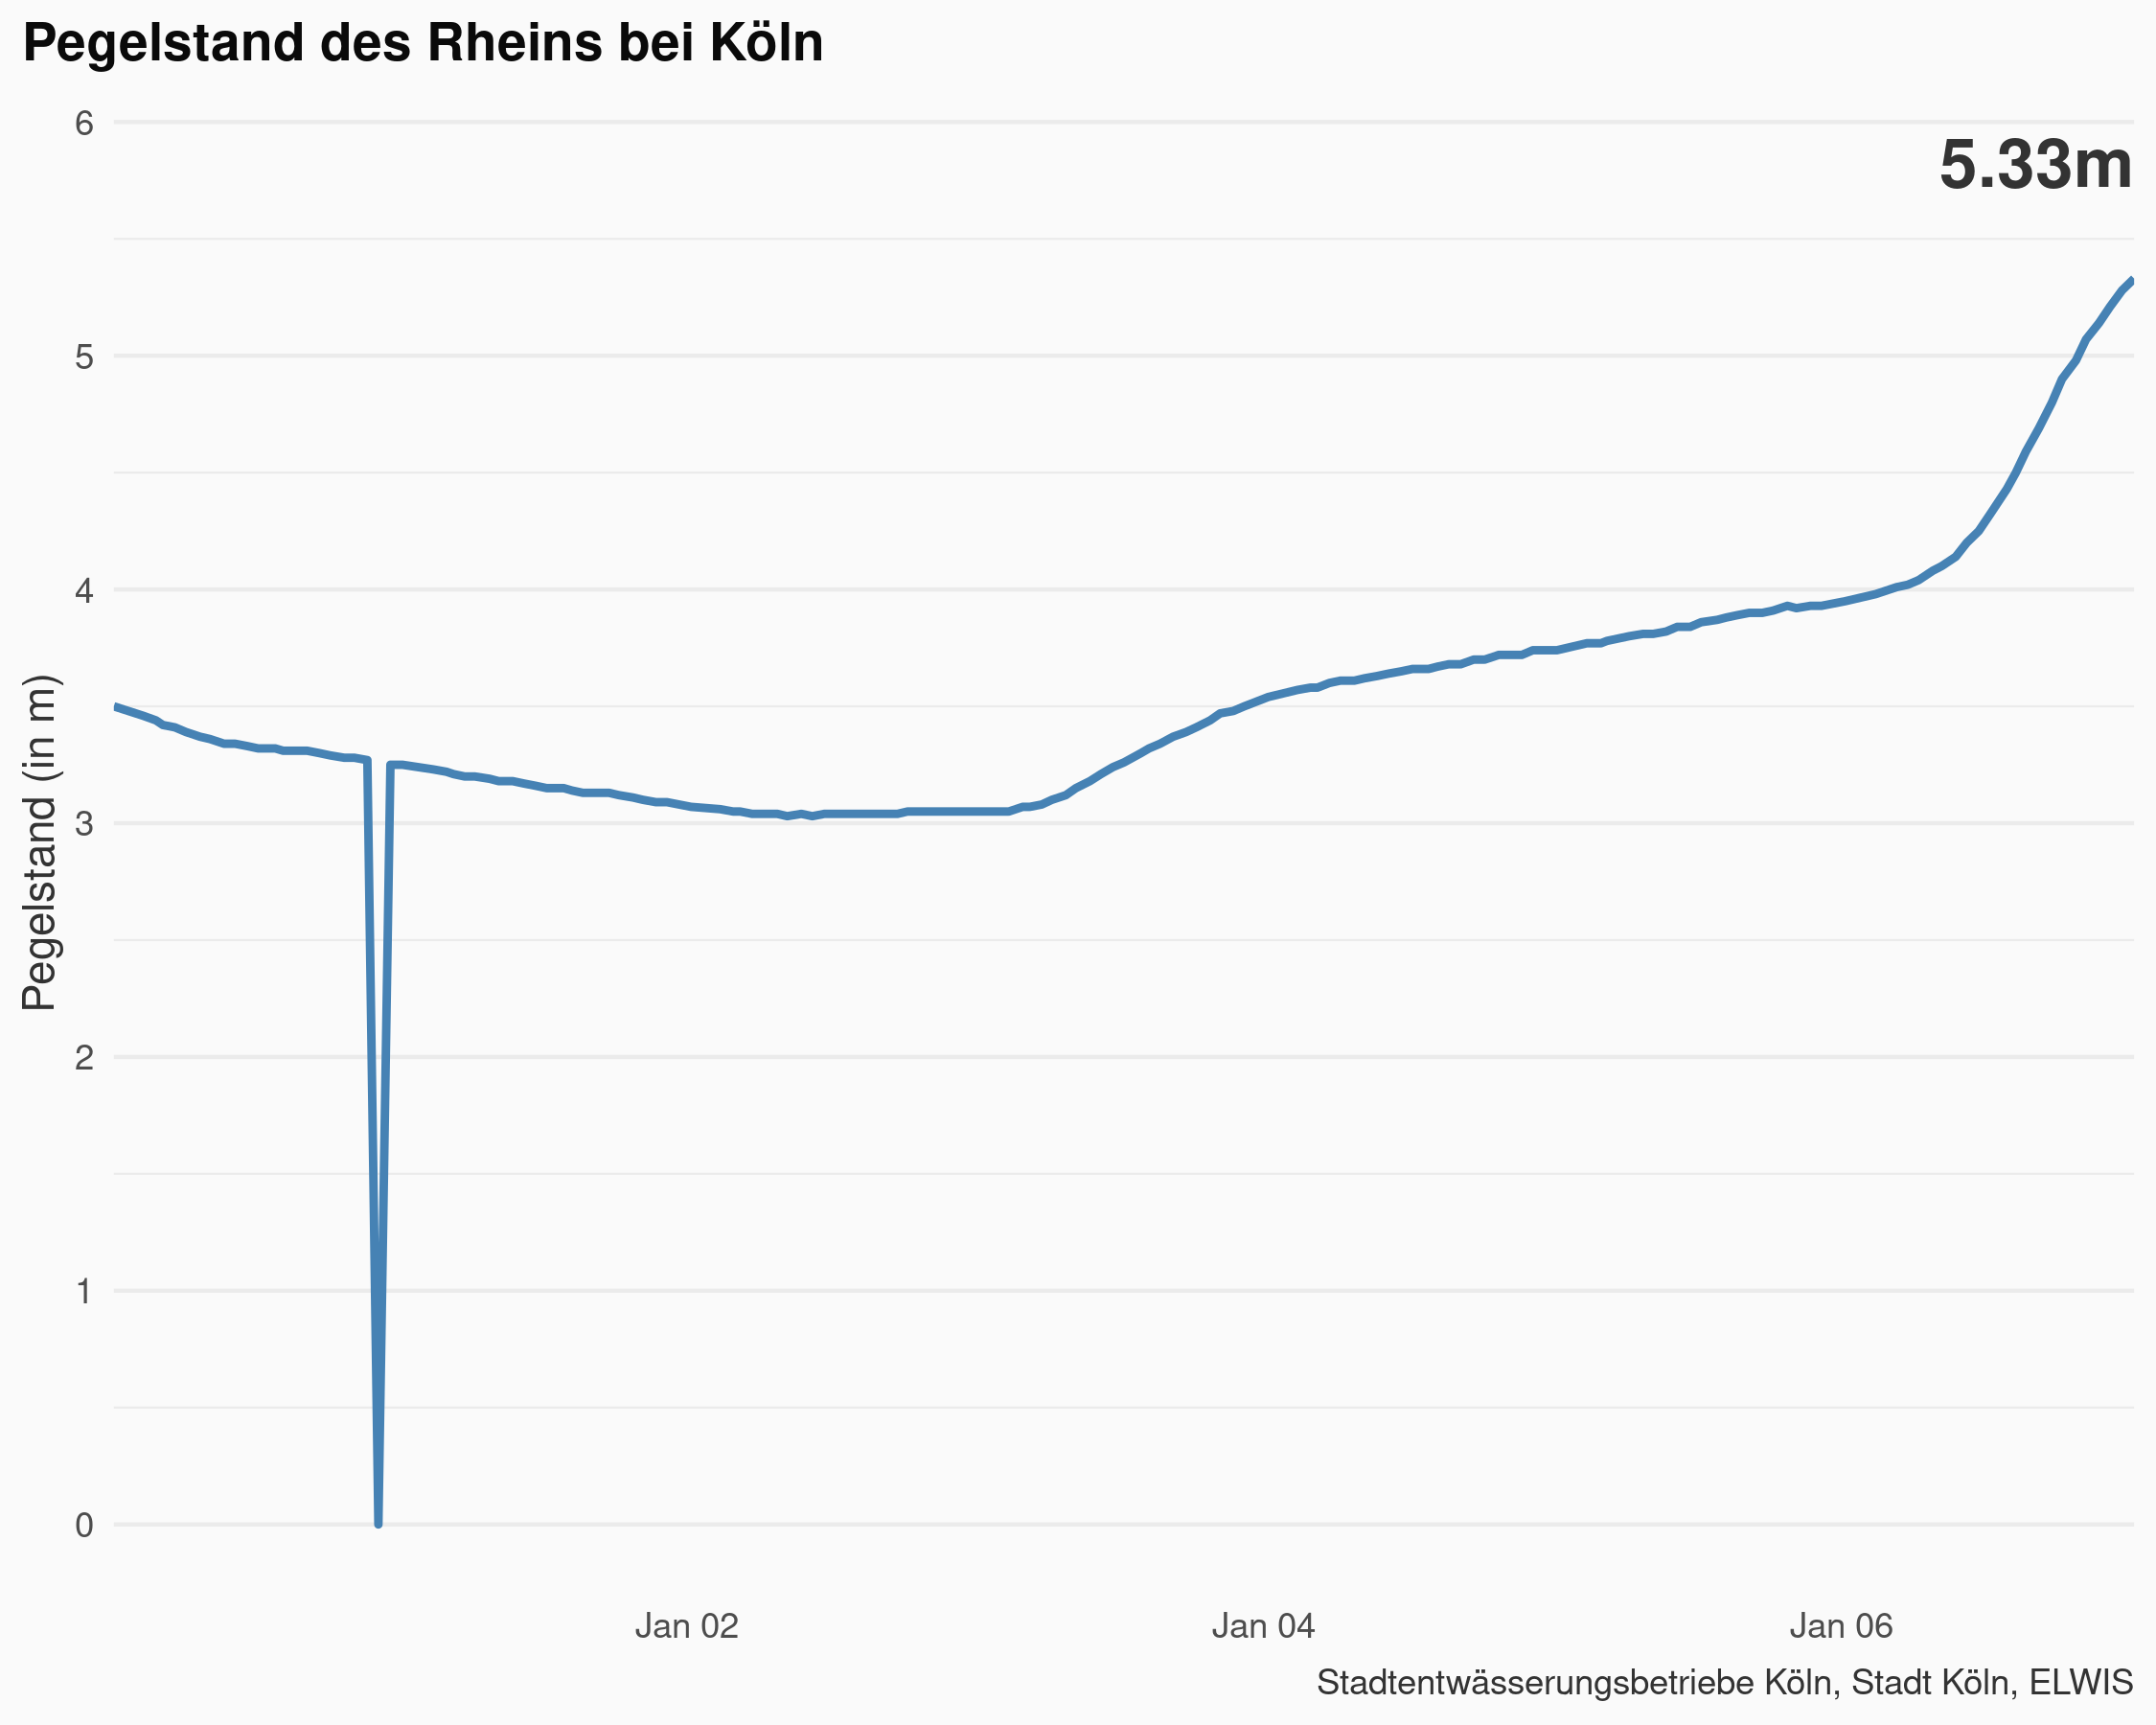 Pegelstand des Rheins bei Köln
5.33m
Pegelstand (in m)
6
5
4
3
2
1
0
Jan 02
Jan 04
Jan 06
Stadtentwässerungsbetriebe Köln, Stadt Köln, ELWIS